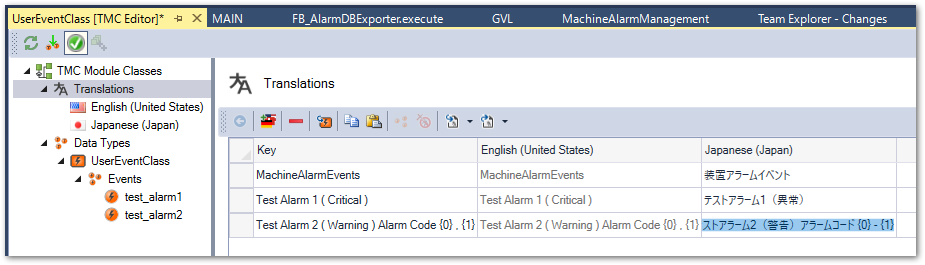 UserEventClass [TMC Editor]* MAIN FB_AlarmDBExporter.execute GVL MachineAlarmManagement Team Explorer - Changes
TMC Module Classes
Translations
English (United States)
Japanese (Japan)
Data Types
UserEventClass
Events
test_alarm1
test_alarm2
Translations
Key English (United States) Japanese (Japan)
MachineAlarmEvents MachineAlarmEvents 装置アラームイベント
Test Alarm 1 ( Critical ) Test Alarm 1 ( Critical ) テストアラーム1（異常）
Test Alarm 2 ( Warning ) Alarm Code {0} , {1} Test Alarm 2 ( Warning ) Alarm Code {0} , {1} ストアラーム2（警告）アラームコード {0} - {1}